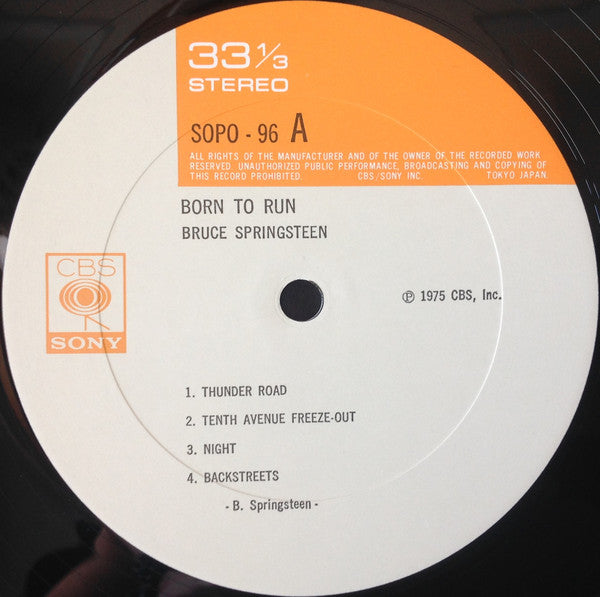 33 1/3
STEREO
SOPO - 96 A
ALL RIGHTS OF THE MANUFACTURER AND OF THE OWNER OF THE RECORDED WORK
RESERVED. UNAUTHORIZED PUBLIC PERFORMANCE, BROADCASTING AND COPYING OF
THIS RECORD PROHIBITED. CBS/SONY INC. TOKYO JAPAN.
BORN TO RUN
BRUCE SPRINGSTEEN
CBS
SONY
℗ 1975 CBS, Inc.
1. THUNDER ROAD
2. TENTH AVENUE FREEZE-OUT
3. NIGHT
4. BACKSTREETS
- B. Springsteen -